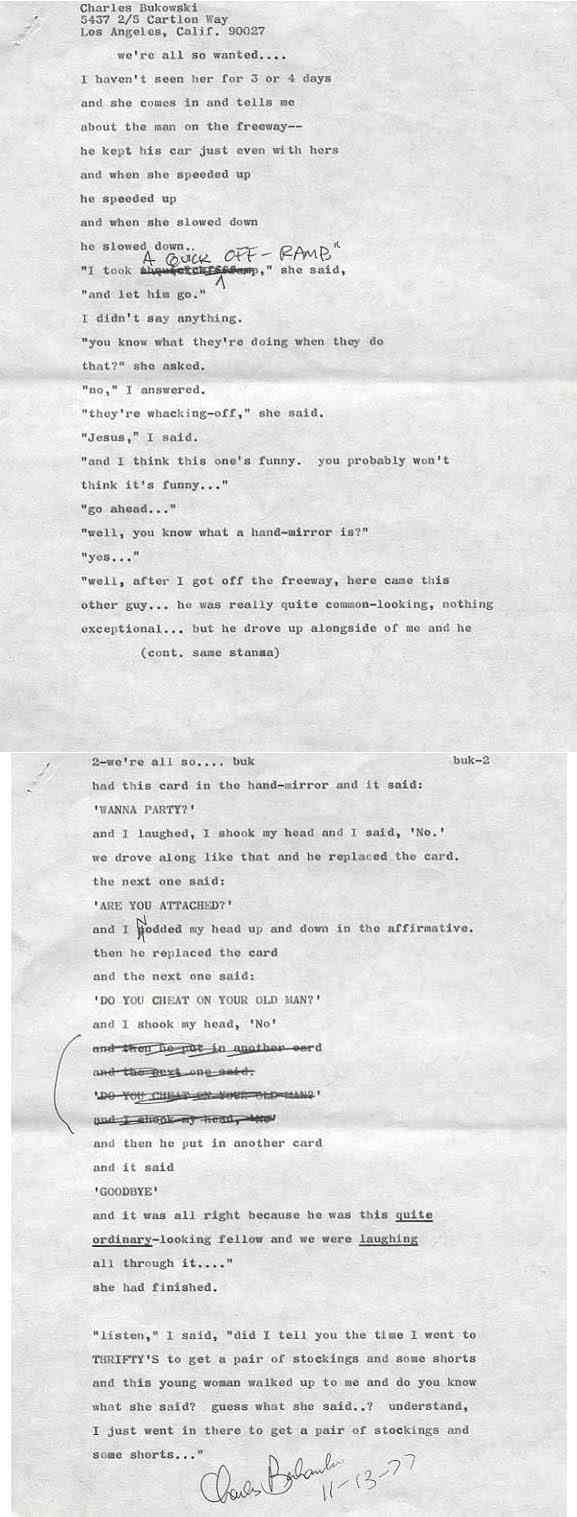 Charles Bukowski
5437 2/5 Cartlon Way
Los Angeles, Calif. 90027
we're all so wanted....
I haven't seen her for 3 or 4 days
and she comes in and tells me
about the man on the freeway--
he kept his car just even with hers
and when she speeded up
he speeded up
and when she slowed down
he slowed down..
A QUICK OFF-RAMP"
"I took p," she said,
"and let him go."
I didn't say anything.
"you know what they're doing when they do
that?" she asked.
"no," I answered.
"they're whacking-off," she said.
"Jesus," I said.
"and I think this one's funny. you probably won't
think it's funny..."
"go ahead..."
"well, you know what a hand-mirror is?"
"yes..."
"well, after I got off the freeway, here came this
other guy... he was really quite common-looking, nothing
exceptional... but he drove up alongside of me and he
(cont. same stanza)
2-we're all so.... buk buk-2
had this card in the hand-mirror and it said:
'WANNA PARTY?'
and I laughed, I shook my head and I said, 'No.'
we drove along like that and he replaced the card.
the next one said:
'ARE YOU ATTACHED?'
and I Nodded my head up and down in the affirmative.
then he replaced the card
and the next one said:
'DO YOU CHEAT ON YOUR OLD MAN?'
and I shook my head, 'No'
and then he put in another card
and the next one said.
'DO YOU CHEAT ON YOUR OLD MAN?'
and I shook my head, 'No'
and then he put in another card
and it said
'GOODBYE'
and it was all right because he was this quite
ordinary-looking fellow and we were laughing
all through it...."
she had finished.
"listen," I said, "did I tell you the time I went to
THRIFTY'S to get a pair of stockings and some shorts
and this young woman walked up to me and do you know
what she said? guess what she said..? understand,
I just went in there to get a pair of stockings and
some shorts..."
Charles Bukowski
11-13-77